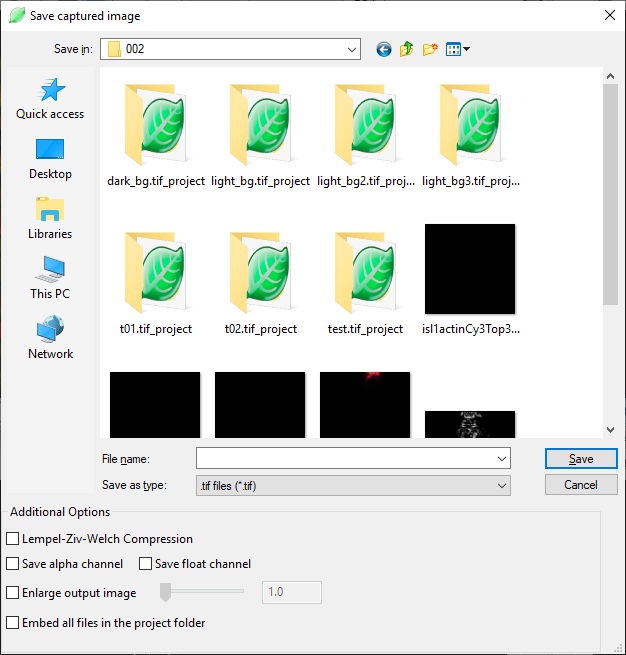 Save captured image
Save in:
002
Quick access
Desktop
Libraries
This PC
Network
dark_bg.tif_project
light_bg.tif_project
light_bg2.tif_proj...
light_bg3.tif_proj...
t01.tif_project
t02.tif_project
test.tif_project
isl1actinCy3Top3...
File name:
Save
Save as type:
.tif files (*.tif)
Cancel
Additional Options
Lempel-Ziv-Welch Compression
Save alpha channel
Save float channel
Enlarge output image
1.0
Embed all files in the project folder